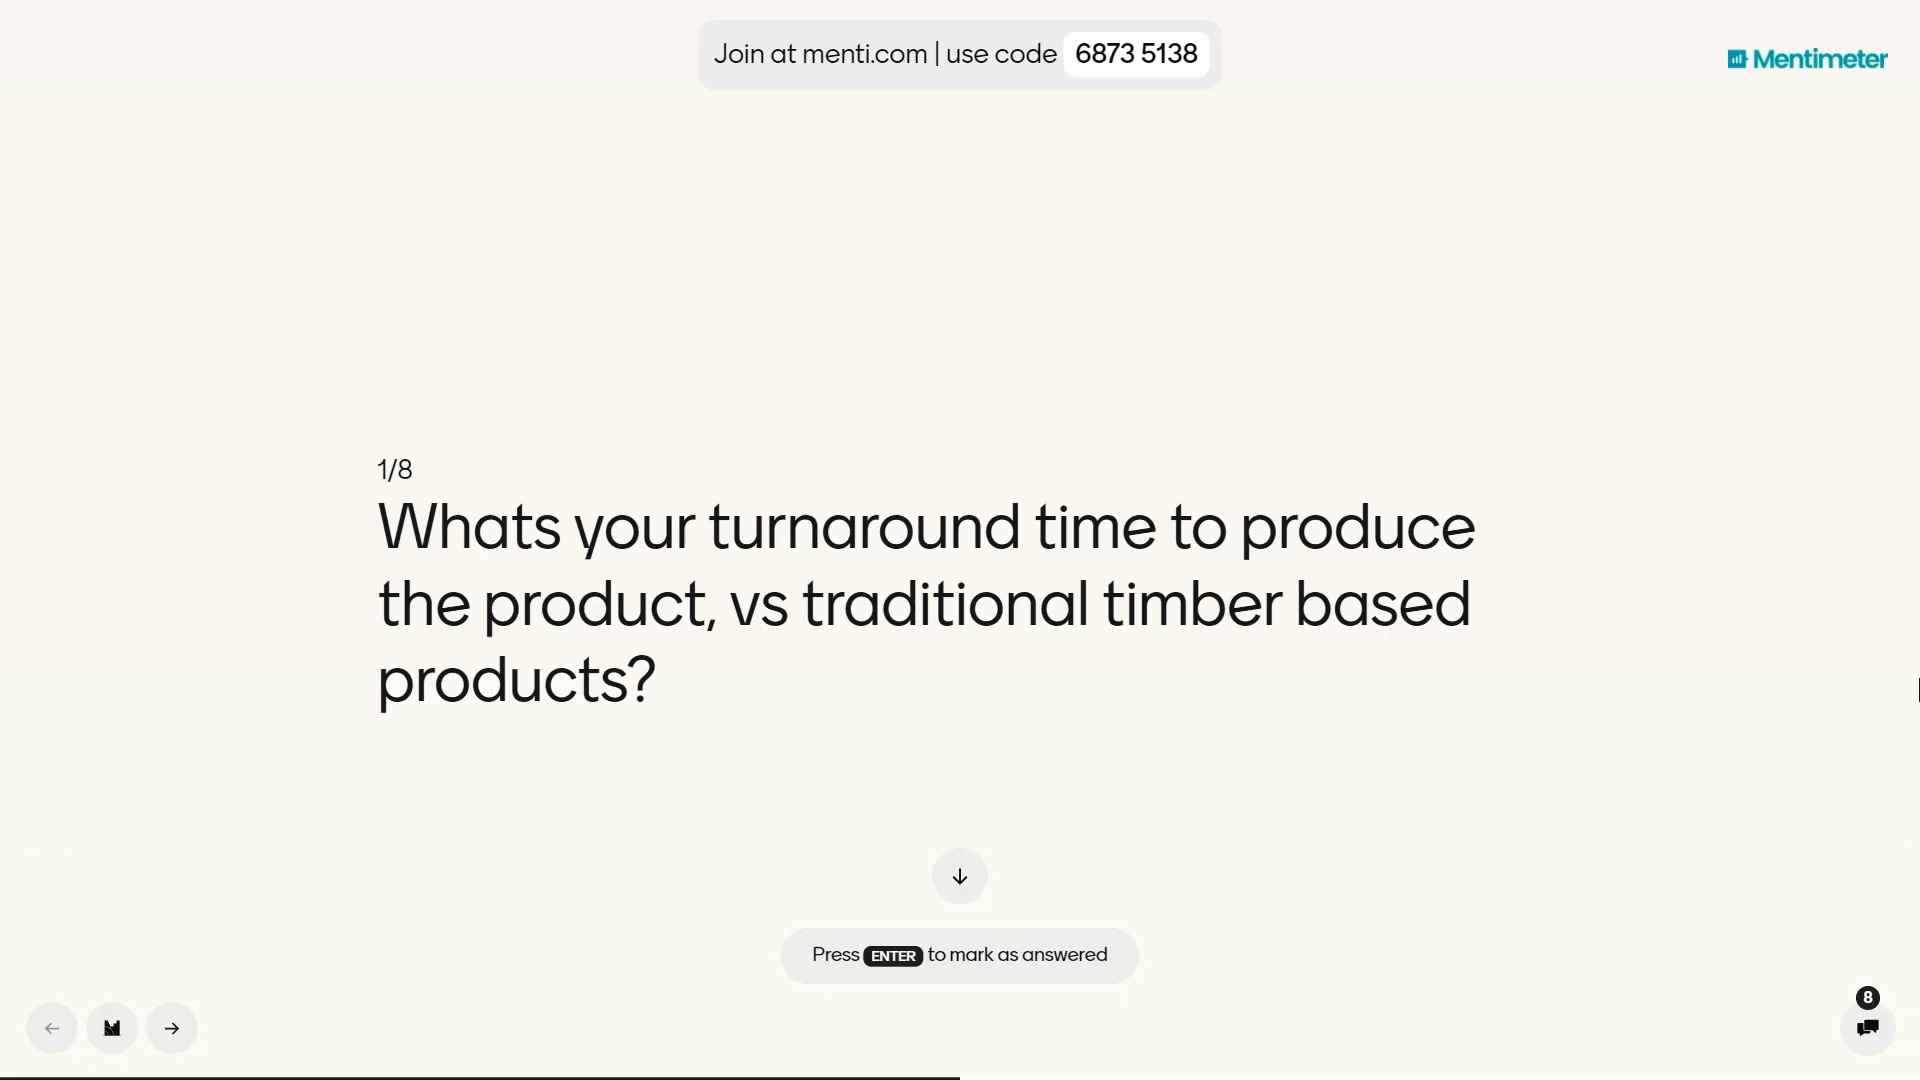 Join at menti.com | use code 6873 5138
Mentimeter
1/8
Whats your turnaround time to produce
the product, vs traditional timber based
products?
Press ENTER to mark as answered
8